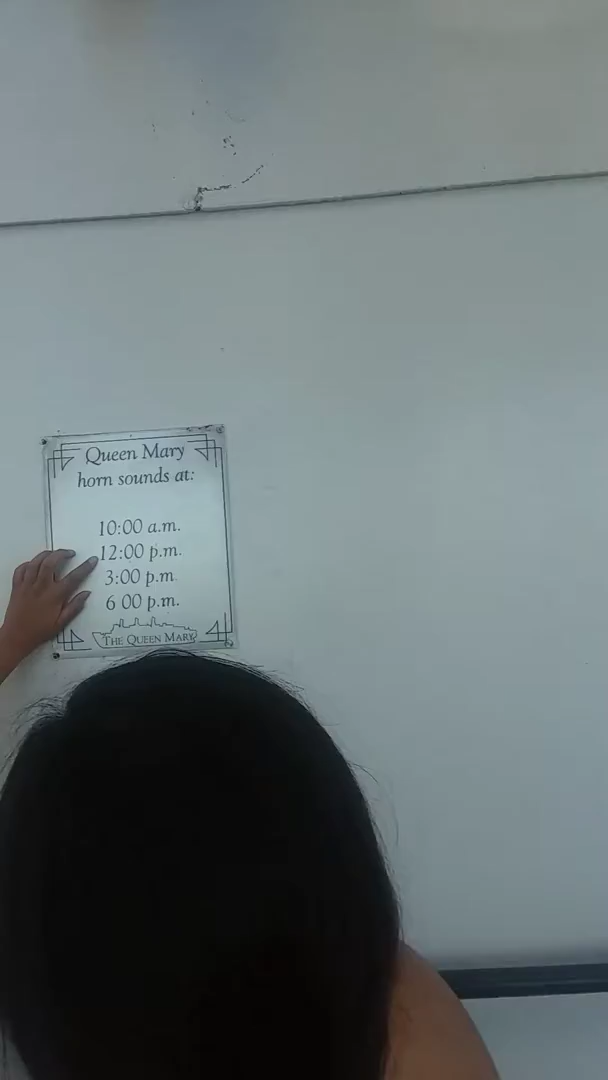 Queen Mary
horn sounds at:
10:00 a.m.
12:00 p.m.
3:00 p.m
6 00 p.m.
THE QUEEN MARY